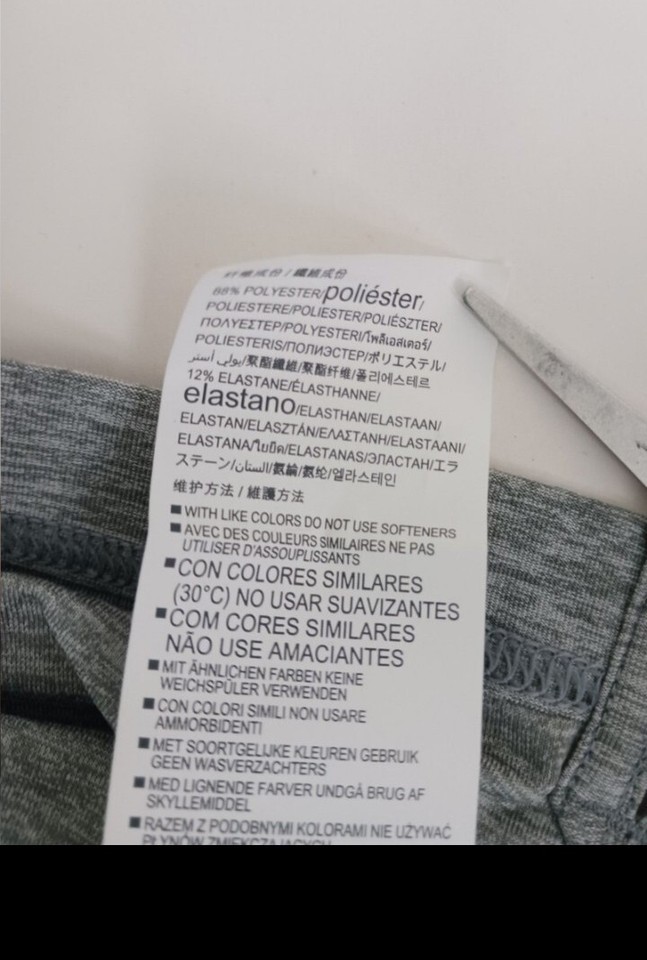 纤维成份 / 纖維成份
88% POLYESTER/poliéster/
POLIESTERE/POLIESTER/POLIÉSZTER/
ΠΟΛΥΕΣΤΕΡ/POLYESTERI/โพลีเอสเตอร์/
POLIESTERIS/ПОЛИЭСТЕР/ポリエステル/
بولي أستر/聚酯纖維/聚酯纤维/폴리에스테르
12% ELASTANE/ÉLASTHANNE/
elastano/ELASTHAN/ELASTAAN/
ELASTAN/ELASZTÁN/ΕΛΑΣΤΑΝΗ/ELASTAANI/
ELASTANA/ใยยืด/ELASTANAS/ЭЛАСТАН/エラ
ステーン/الستان/氨綸/氨纶/엘라스테인
维护方法 / 維護方法
■ WITH LIKE COLORS DO NOT USE SOFTENERS
■ AVEC DES COULEURS SIMILAIRES NE PAS
UTILISER D'ASSOUPLISSANTS
■ CON COLORES SIMILARES
(30°C) NO USAR SUAVIZANTES
■ COM CORES SIMILARES
NÃO USE AMACIANTES
■ MIT ÄHNLICHEN FARBEN KEINE
WEICHSPÜLER VERWENDEN
■ CON COLORI SIMILI NON USARE
AMMORBIDENTI
■ MET SOORTGELIJKE KLEUREN GEBRUIK
GEEN WASVERZACHTERS
■ MED LIGNENDE FARVER UNDGÅ BRUG AF
SKYLLEMIDDEL
■ RAZEM Z PODOBNYMI KOLORAMI NIE UŻYWAĆ
PŁYNÓW ZMIĘKCZAJĄCYCH